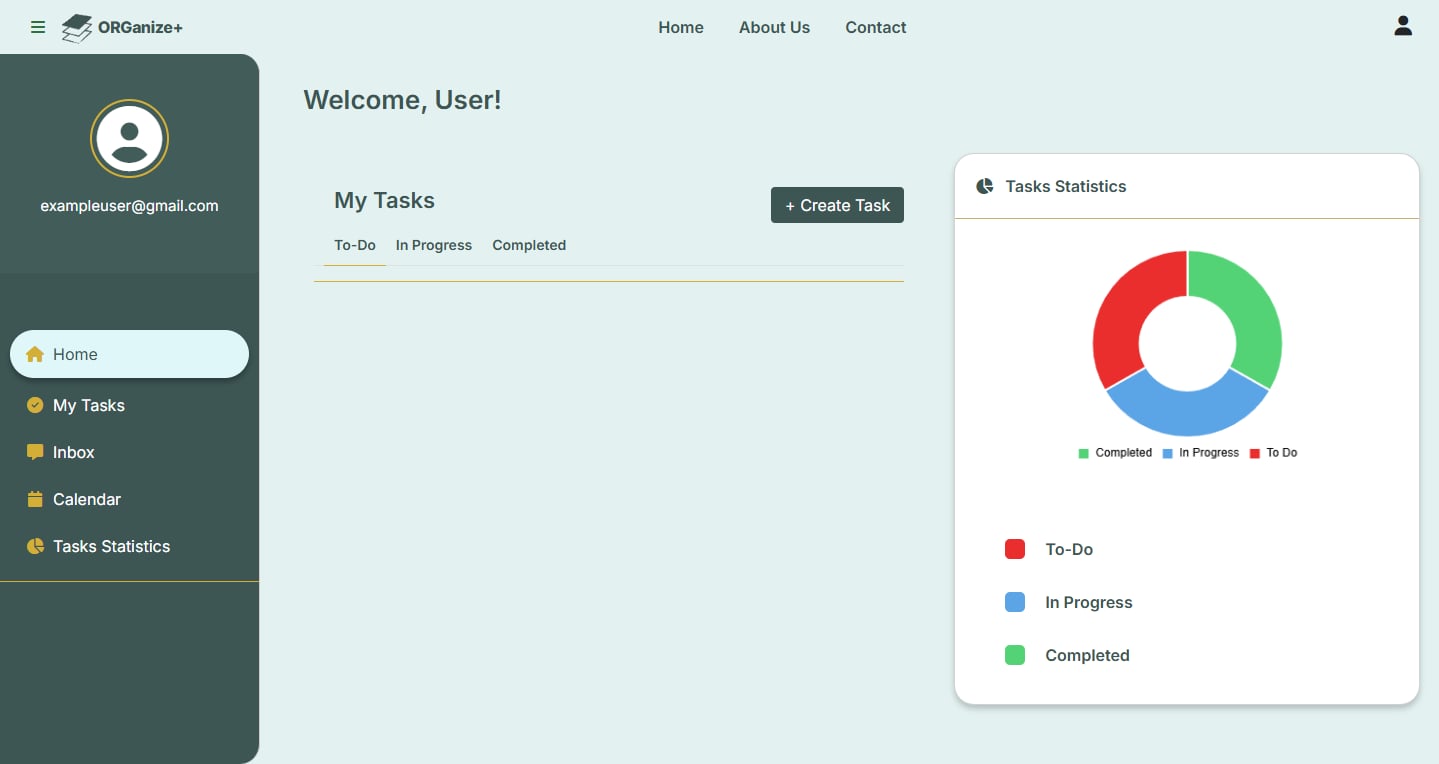 ORGanize+
Home About Us Contact
exampleuser@gmail.com
Home
My Tasks
Inbox
Calendar
Tasks Statistics
Welcome, User!
My Tasks
+ Create Task
To-Do In Progress Completed
Tasks Statistics
Completed In Progress To Do
To-Do
In Progress
Completed